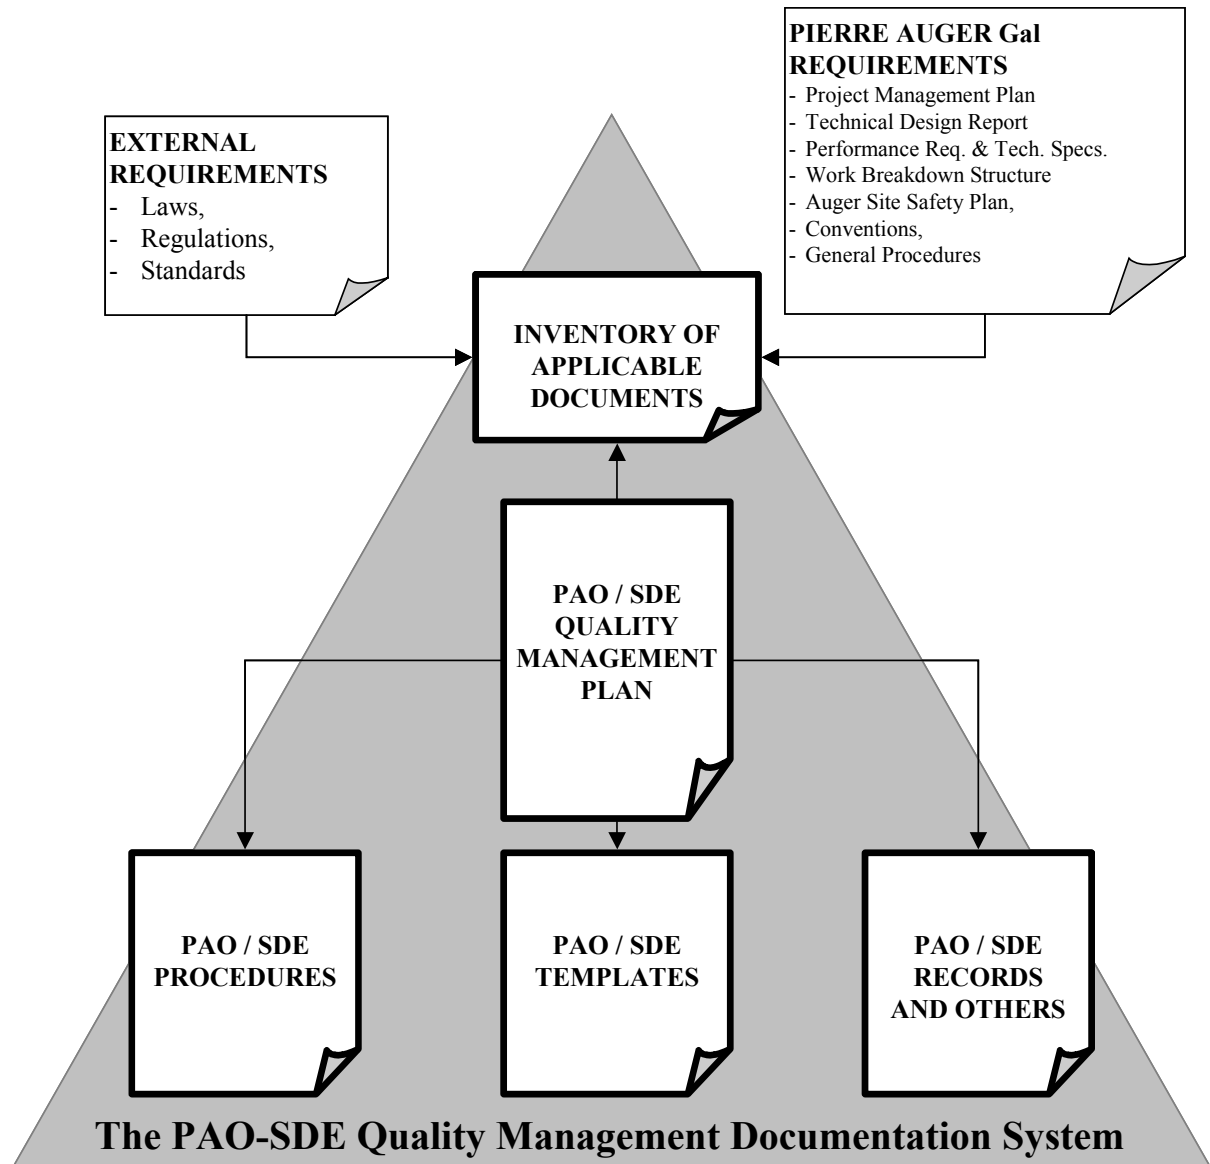 PIERRE AUGER Gal
REQUIREMENTS
- Project Management Plan
- Technical Design Report
- Performance Req. & Tech. Specs.
- Work Breakdown Structure
- Auger Site Safety Plan,
- Conventions,
- General Procedures
EXTERNAL
REQUIREMENTS
- Laws,
- Regulations,
- Standards
INVENTORY OF
APPLICABLE
DOCUMENTS
PAO / SDE
QUALITY
MANAGEMENT
PLAN
PAO / SDE
PROCEDURES
PAO / SDE
TEMPLATES
PAO / SDE
RECORDS
AND OTHERS
The PAO-SDE Quality Management Documentation System